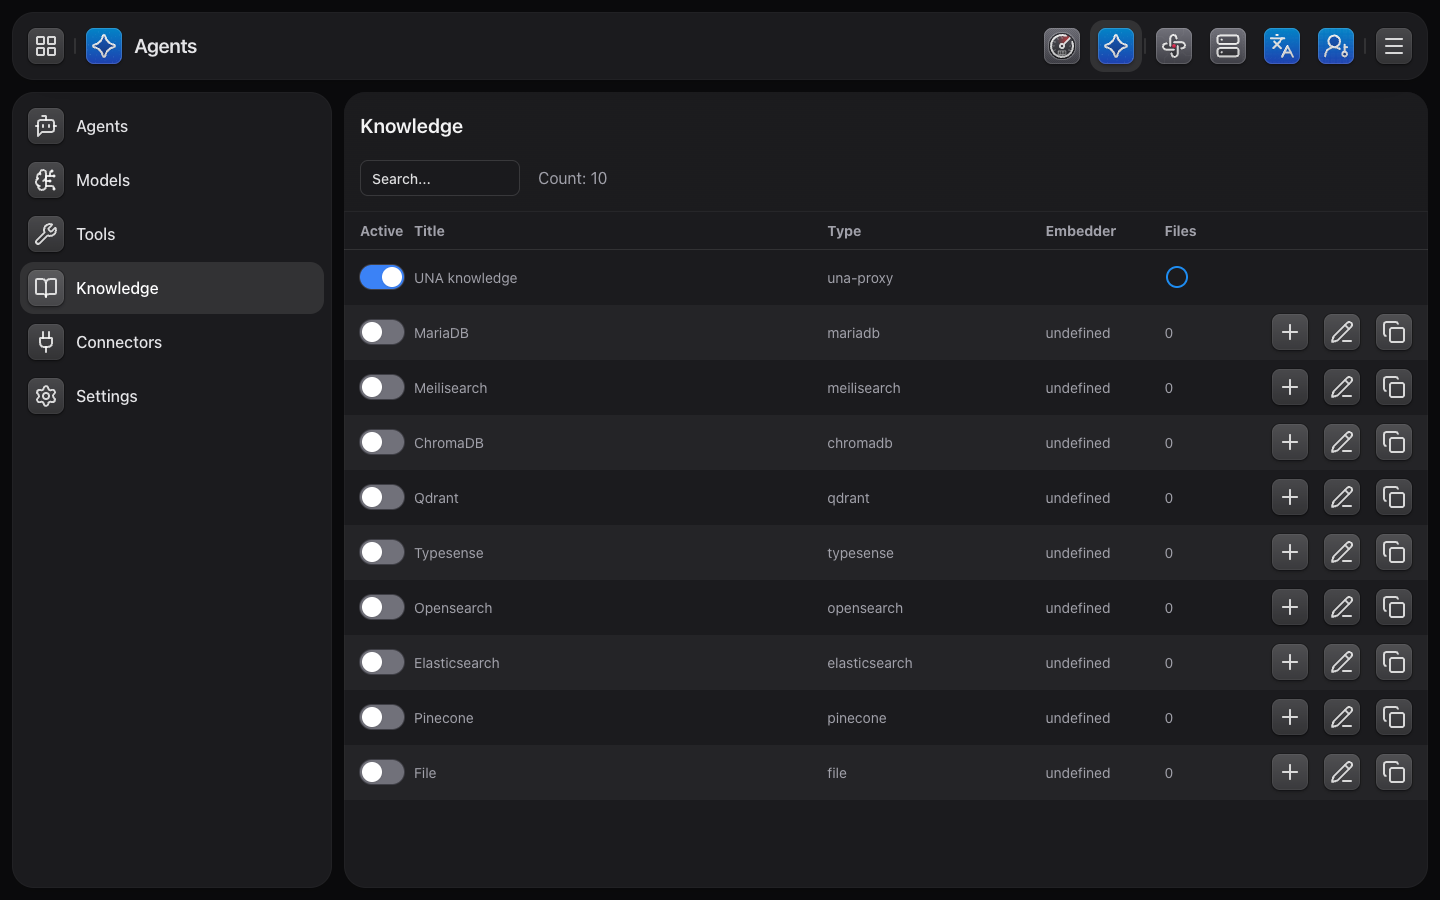 Agents
Agents
Models
Tools
Knowledge
Connectors
Settings
Knowledge
Search...
Count: 10
Active Title Type Embedder Files
UNA knowledge una-proxy
MariaDB mariadb undefined 0
Meilisearch meilisearch undefined 0
ChromaDB chromadb undefined 0
Qdrant qdrant undefined 0
Typesense typesense undefined 0
Opensearch opensearch undefined 0
Elasticsearch elasticsearch undefined 0
Pinecone pinecone undefined 0
File file undefined 0